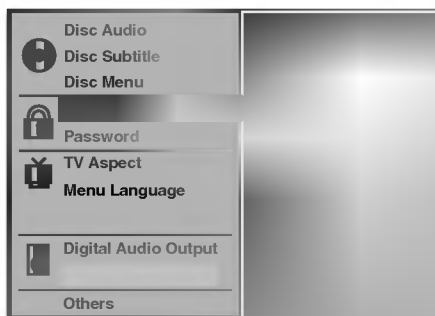 Disc Audio
Disc Subtitle
Disc Menu
Password
TV Aspect
Menu Language
Digital Audio Output
Others